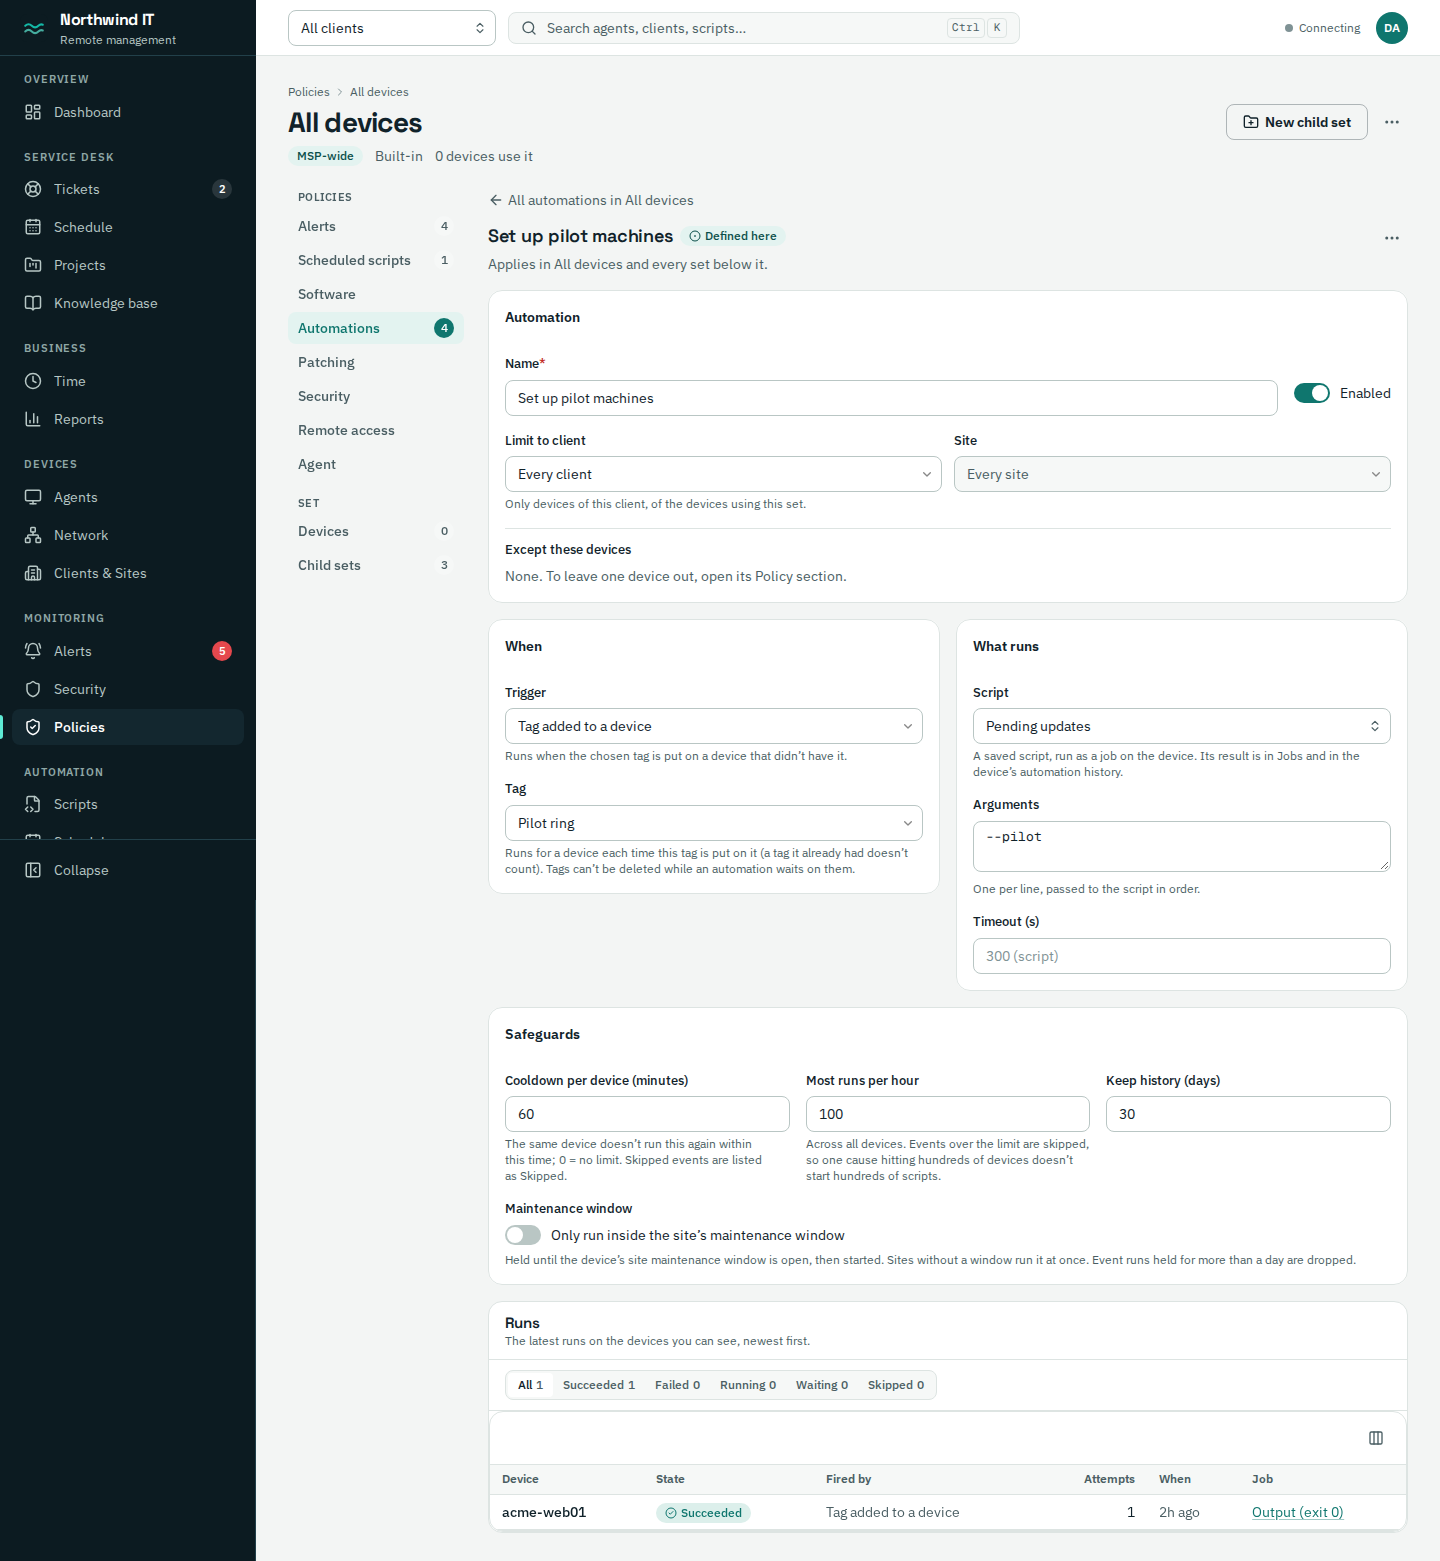 Northwind IT
Remote management
All clients
Search agents, clients, scripts...
Ctrl K
Connecting
DA
OVERVIEW
Dashboard
SERVICE DESK
Tickets 2
Schedule
Projects
Knowledge base
BUSINESS
Time
Reports
DEVICES
Agents
Network
Clients & Sites
MONITORING
Alerts 5
Security
Policies
AUTOMATION
Scripts
Collapse
Policies > All devices
All devices
New child set
MSP-wide Built-in 0 devices use it
POLICIES
Alerts 4
Scheduled scripts 1
Software
Automations 4
Patching
Security
Remote access
Agent
SET
Devices 0
Child sets 3
All automations in All devices
Set up pilot machines Defined here
Applies in All devices and every set below it.
Automation
Name*
Set up pilot machines
Enabled
Limit to client
Every client
Only devices of this client, of the devices using this set.
Site
Every site
Except these devices
None. To leave one device out, open its Policy section.
When
Trigger
Tag added to a device
Runs when the chosen tag is put on a device that didn't have it.
Tag
Pilot ring
Runs for a device each time this tag is put on it (a tag it already had doesn't
count). Tags can't be deleted while an automation waits on them.
What runs
Script
Pending updates
A saved script, run as a job on the device. Its result is in Jobs and in the
device's automation history.
Arguments
--pilot
One per line, passed to the script in order.
Timeout (s)
300 (script)
Safeguards
Cooldown per device (minutes)
60
The same device doesn't run this again within
this time; 0 = no limit. Skipped events are listed
as Skipped.
Most runs per hour
100
Across all devices. Events over the limit are skipped,
so one cause hitting hundreds of devices doesn't
start hundreds of scripts.
Keep history (days)
30
Maintenance window
Only run inside the site's maintenance window
Held until the device's site maintenance window is open, then started. Sites without a window run it at once. Event runs held for more than a day are dropped.
Runs
The latest runs on the devices you can see, newest first.
All 1 Succeeded 1 Failed 0 Running 0 Waiting 0 Skipped 0
Device State Fired by Attempts When Job
acme-web01 Succeeded Tag added to a device 1 2h ago Output (exit 0)